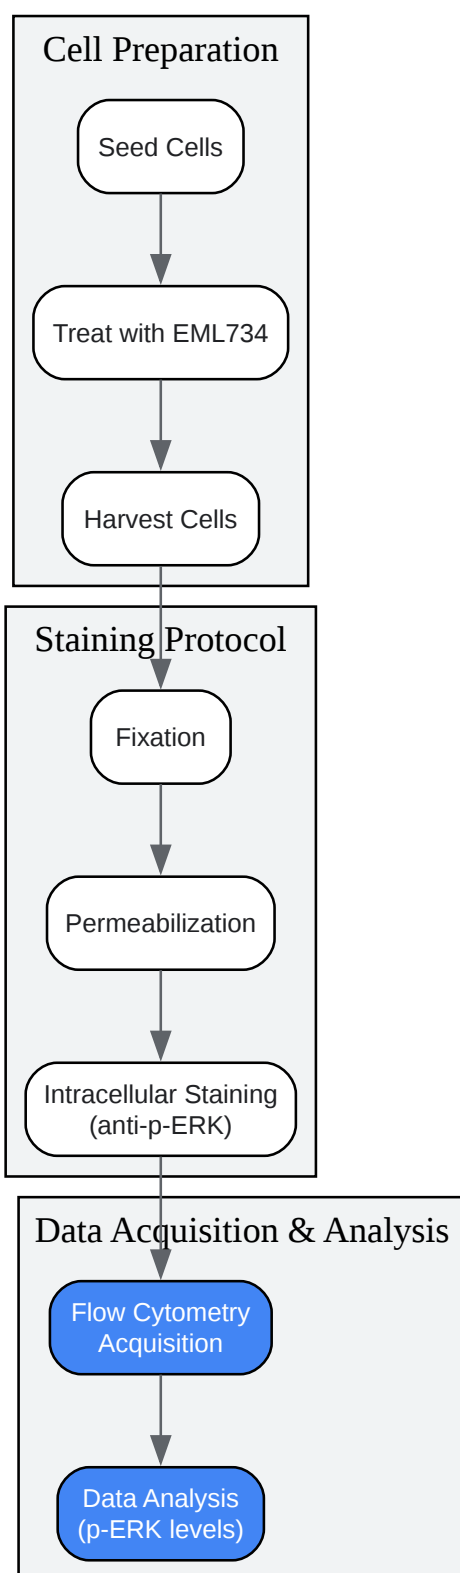 Cell Preparation
Seed Cells
Treat with EML734
Harvest Cells
Staining Protocol
Fixation
Permeabilization
Intracellular Staining
(anti-p-ERK)
Data Acquisition & Analysis
Flow Cytometry
Acquisition
Data Analysis
(p-ERK levels)